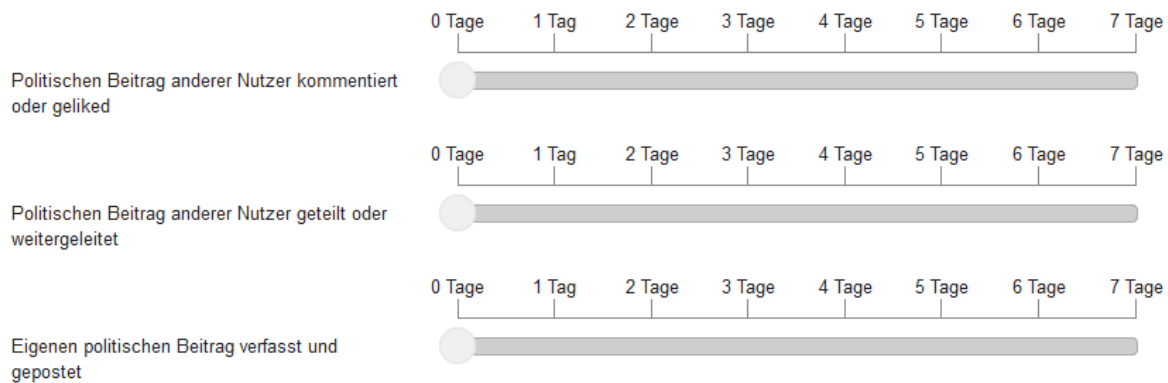 0 Tage 1 Tag 2 Tage 3 Tage 4 Tage 5 Tage 6 Tage 7 Tage
Politischen Beitrag anderer Nutzer kommentiert
oder geliked
0 Tage 1 Tag 2 Tage 3 Tage 4 Tage 5 Tage 6 Tage 7 Tage
Politischen Beitrag anderer Nutzer geteilt oder
weitergeleitet
0 Tage 1 Tag 2 Tage 3 Tage 4 Tage 5 Tage 6 Tage 7 Tage
Eigenen politischen Beitrag verfasst und
gepostet